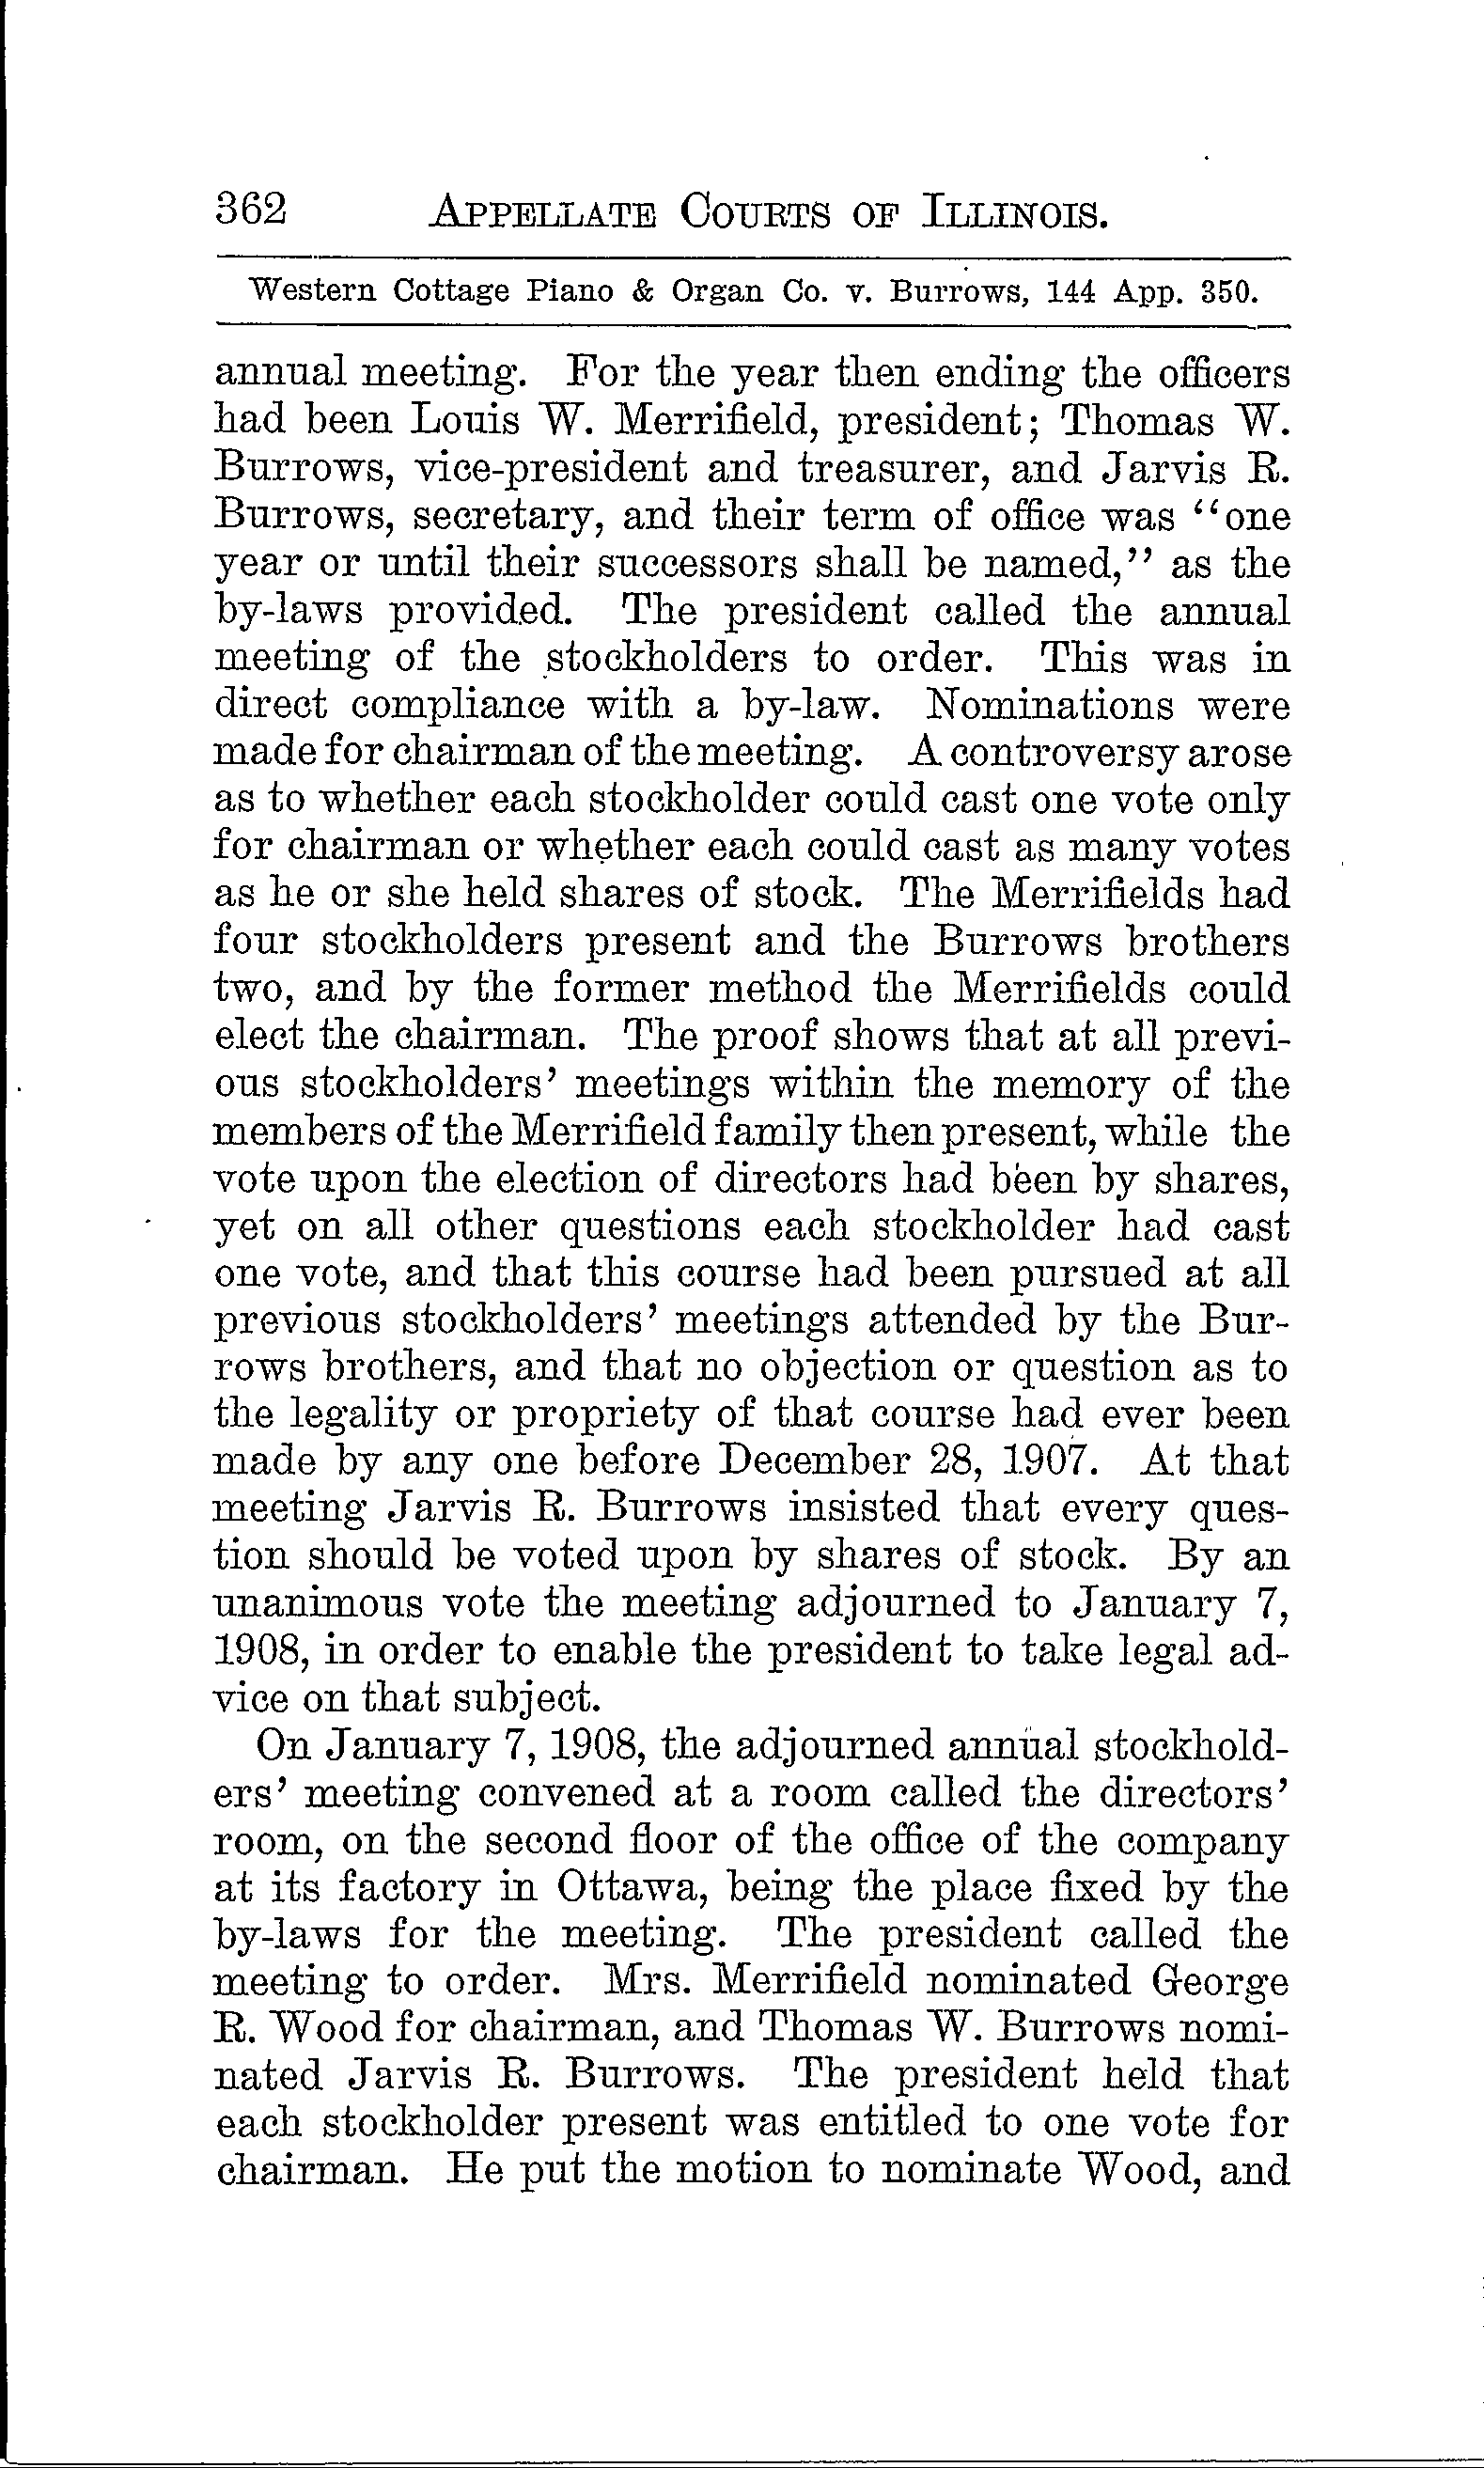 362 APPELLATE COURTS OF ILLINOIS.
Western Cottage Piano & Organ Co. v. Burrows, 144 App. 350.
annual meeting. For the year then ending the officers
had been Louis W. Merrifield, president; Thomas W.
Burrows, vice-president and treasurer, and Jarvis R.
Burrows, secretary, and their term of office was "one
year or until their successors shall be named," as the
by-laws provided. The president called the annual
meeting of the stockholders to order. This was in
direct compliance with a by-law. Nominations were
made for chairman of the meeting. A controversy arose
as to whether each stockholder could cast one vote only
for chairman or whether each could cast as many votes
as he or she held shares of stock. The Merrifields had
four stockholders present and the Burrows brothers
two, and by the former method the Merrifields could
elect the chairman. The proof shows that at all previ-
ous stockholders' meetings within the memory of the
members of the Merrifield family then present, while the
vote upon the election of directors had been by shares,
yet on all other questions each stockholder had cast
one vote, and that this course had been pursued at all
previous stockholders' meetings attended by the Bur-
rows brothers, and that no objection or question as to
the legality or propriety of that course had ever been
made by any one before December 28, 1907. At that
meeting Jarvis R. Burrows insisted that every ques-
tion should be voted upon by shares of stock. By an
unanimous vote the meeting adjourned to January 7,
1908, in order to enable the president to take legal ad-
vice on that subject.
On January 7, 1908, the adjourned annual stockhold-
ers' meeting convened at a room called the directors'
room, on the second floor of the office of the company
at its factory in Ottawa, being the place fixed by the
by-laws for the meeting. The president called the
meeting to order. Mrs. Merrifield nominated George
R. Wood for chairman, and Thomas W. Burrows nomi-
nated Jarvis R. Burrows. The president held that
each stockholder present was entitled to one vote for
chairman. He put the motion to nominate Wood, and